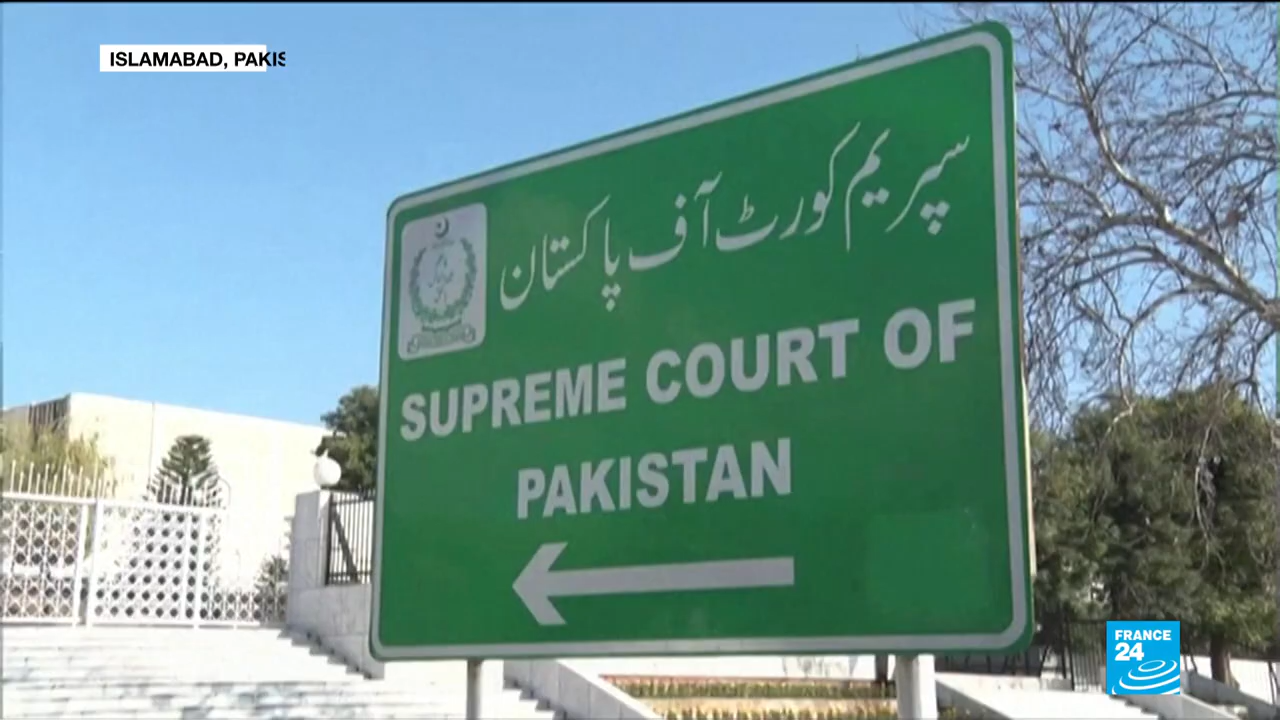 ISLAMABAD, PAKIS
سپریم کورٹ آف پاکستان
SUPREME COURT OF
PAKISTAN
FRANCE
24